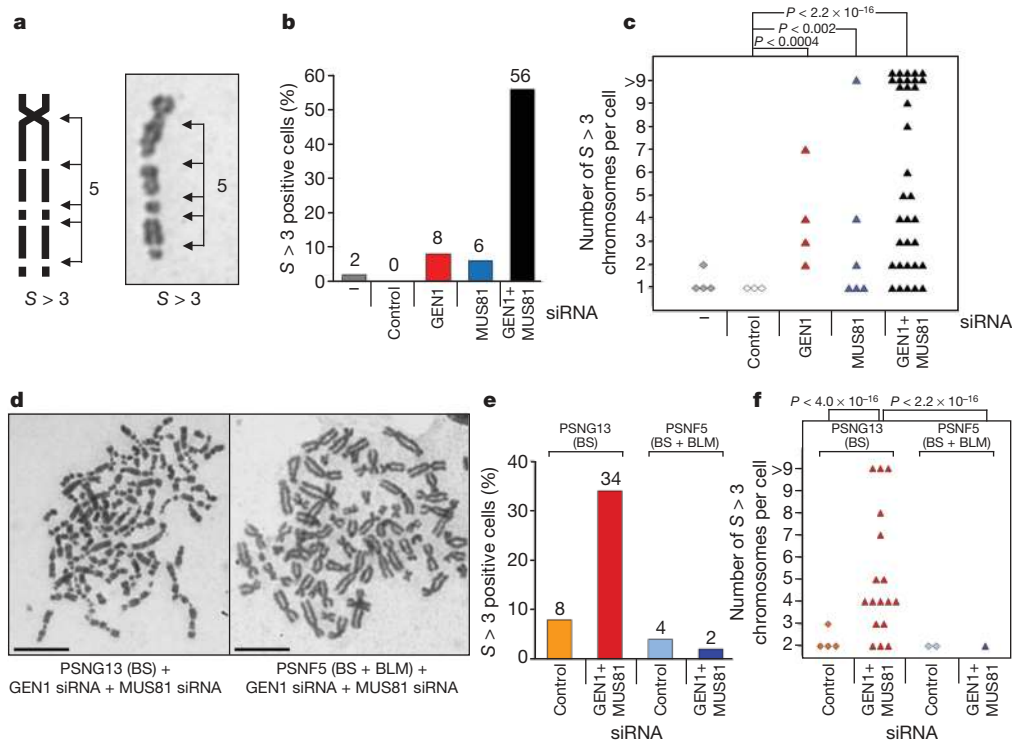 a
5
S > 3
5
S > 3
b
S > 3 positive cells (%)
60
50
40
30
20
10
0
2
0
8
6
56
–
Control
GEN1
MUS81
GEN1+
MUS81
siRNA
c
P < 2.2 × 10⁻¹⁶
P < 0.002
P < 0.0004
Number of S > 3
chromosomes per cell
>9
9
8
7
6
5
4
3
2
1
–
Control
GEN1
MUS81
GEN1+
MUS81
siRNA
d
PSNG13 (BS) +
GEN1 siRNA + MUS81 siRNA
PSNF5 (BS + BLM) +
GEN1 siRNA + MUS81 siRNA
e
PSNG13
(BS)
PSNF5
(BS + BLM)
S > 3 positive cells (%)
40
30
20
10
0
8
34
4
2
Control
GEN1+
MUS81
Control
GEN1+
MUS81
siRNA
f
P < 4.0 × 10⁻¹⁶
P < 2.2 × 10⁻¹⁶
PSNG13
(BS)
PSNF5
(BS + BLM)
Number of S > 3
chromosomes per cell
>9
9
8
7
6
5
4
3
2
Control
GEN1+
MUS81
Control
GEN1+
MUS81
siRNA